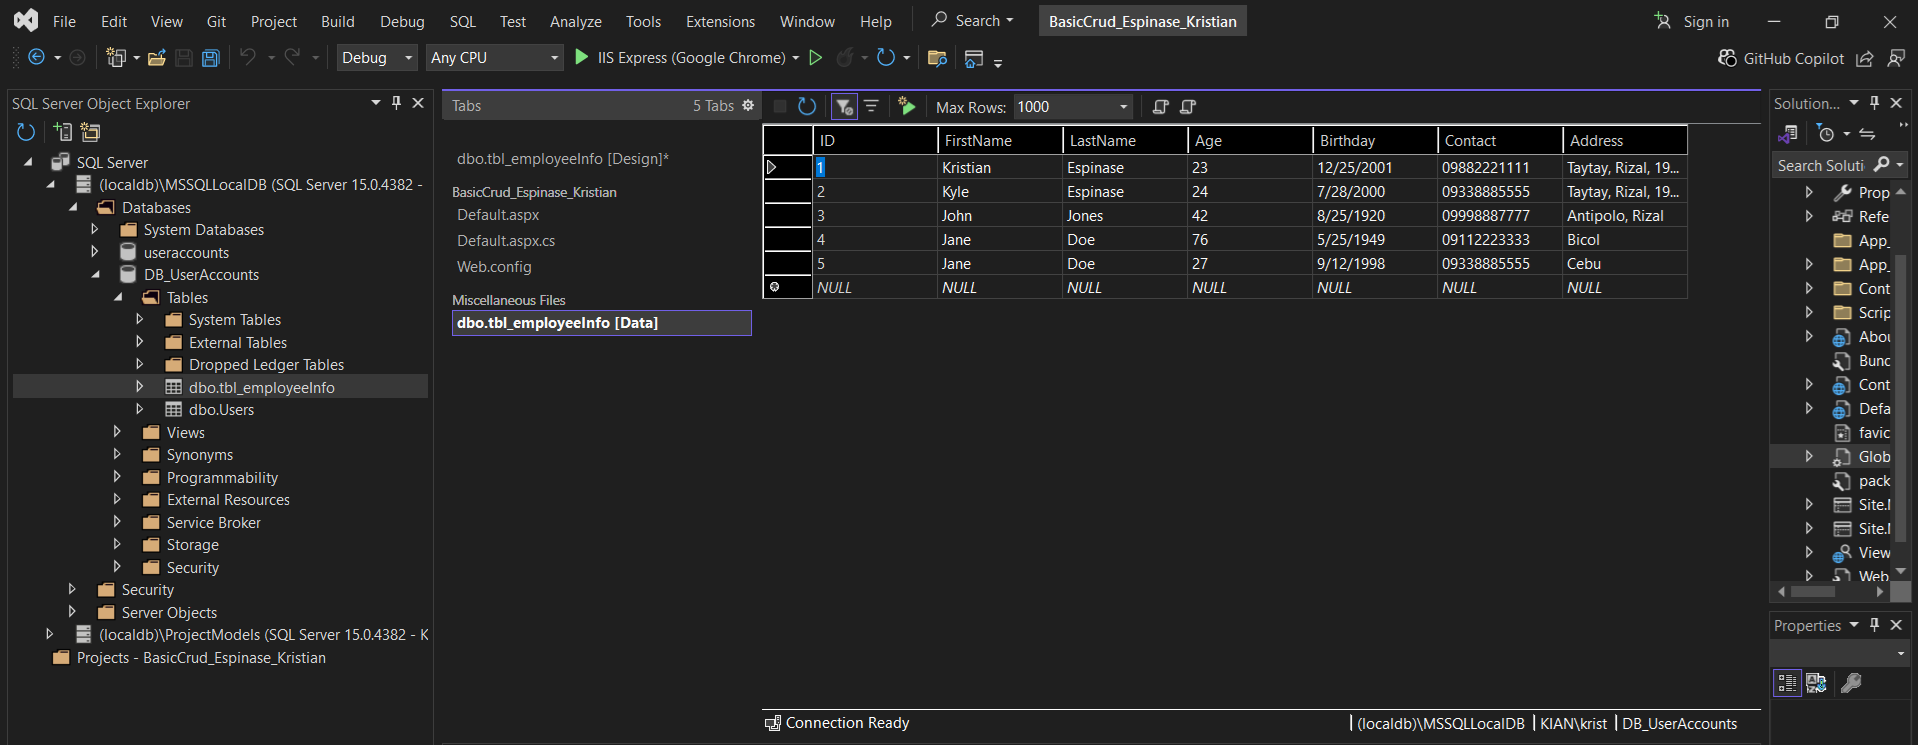 File Edit View Git Project Build Debug SQL Test Analyze Tools Extensions Window Help Search BasicCrud_Espinase_Kristian Sign in
Debug Any CPU IIS Express (Google Chrome) GitHub Copilot
SQL Server Object Explorer
SQL Server
(localdb)\MSSQLLocalDB (SQL Server 15.0.4382 -
Databases
System Databases
useraccounts
DB_UserAccounts
Tables
System Tables
External Tables
Dropped Ledger Tables
dbo.tbl_employeeInfo
dbo.Users
Views
Synonyms
Programmability
External Resources
Service Broker
Storage
Security
Security
Server Objects
(localdb)\ProjectModels (SQL Server 15.0.4382 - K
Projects - BasicCrud_Espinase_Kristian
Tabs 5 Tabs
dbo.tbl_employeeInfo [Design]*
BasicCrud_Espinase_Kristian
Default.aspx
Default.aspx.cs
Web.config
Miscellaneous Files
dbo.tbl_employeeInfo [Data]
Max Rows: 1000
ID FirstName LastName Age Birthday Contact Address
1 Kristian Espinase 23 12/25/2001 09882221111 Taytay, Rizal, 19...
2 Kyle Espinase 24 7/28/2000 09338885555 Taytay, Rizal, 19...
3 John Jones 42 8/25/1920 09998887777 Antipolo, Rizal
4 Jane Doe 76 5/25/1949 09112223333 Bicol
5 Jane Doe 27 9/12/1998 09338885555 Cebu
NULL NULL NULL NULL NULL NULL NULL
Connection Ready (localdb)\MSSQLLocalDB KIAN\krist DB_UserAccounts
Solution...
Search Soluti
Prop
Refe
App_
App_
Cont
Scrip
Abou
Bund
Cont
Defa
favic
Glob
pack
Site.M
Site.M
View
Web
Properties